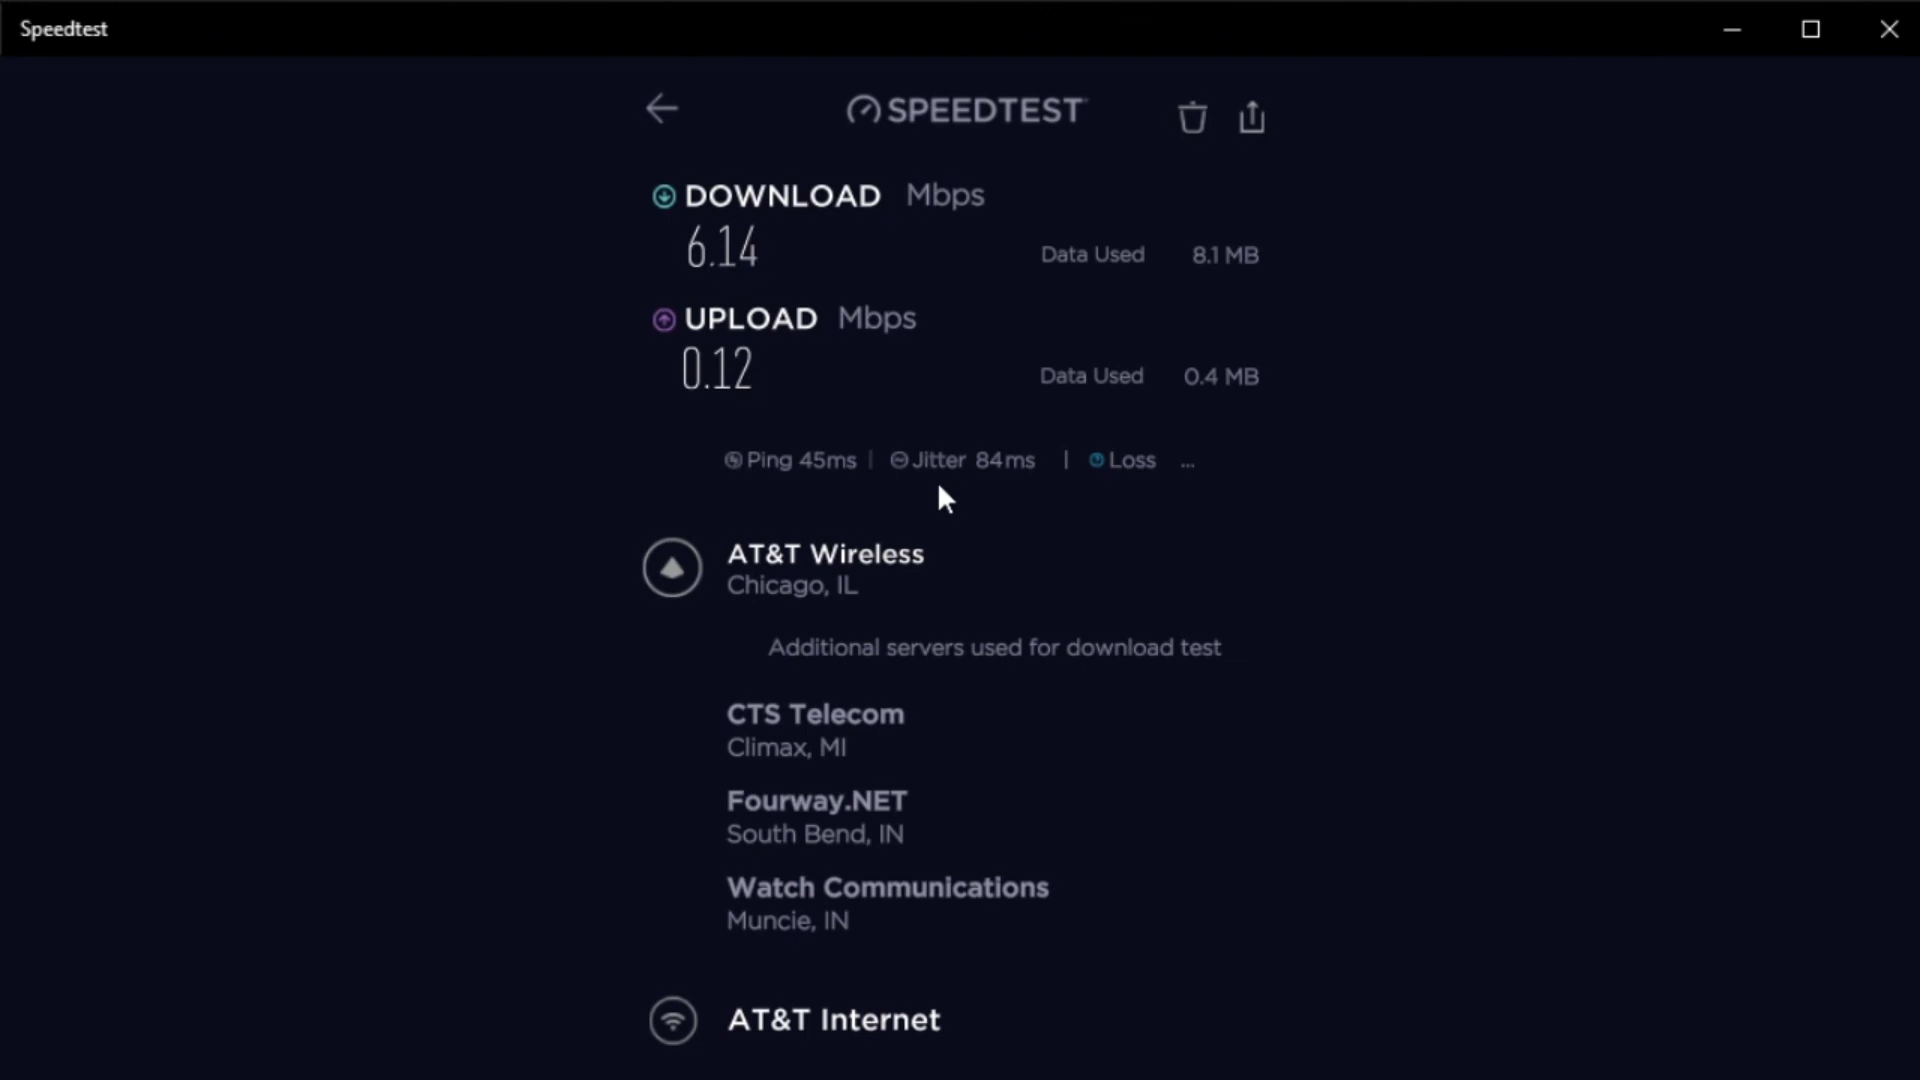 Speedtest
SPEEDTEST
DOWNLOAD Mbps
6.14
Data Used 8.1 MB
UPLOAD Mbps
0.12
Data Used 0.4 MB
Ping 45ms | Jitter 84ms | Loss ...
AT&T Wireless
Chicago, IL
Additional servers used for download test
CTS Telecom
Climax, MI
Fourway.NET
South Bend, IN
Watch Communications
Muncie, IN
AT&T Internet